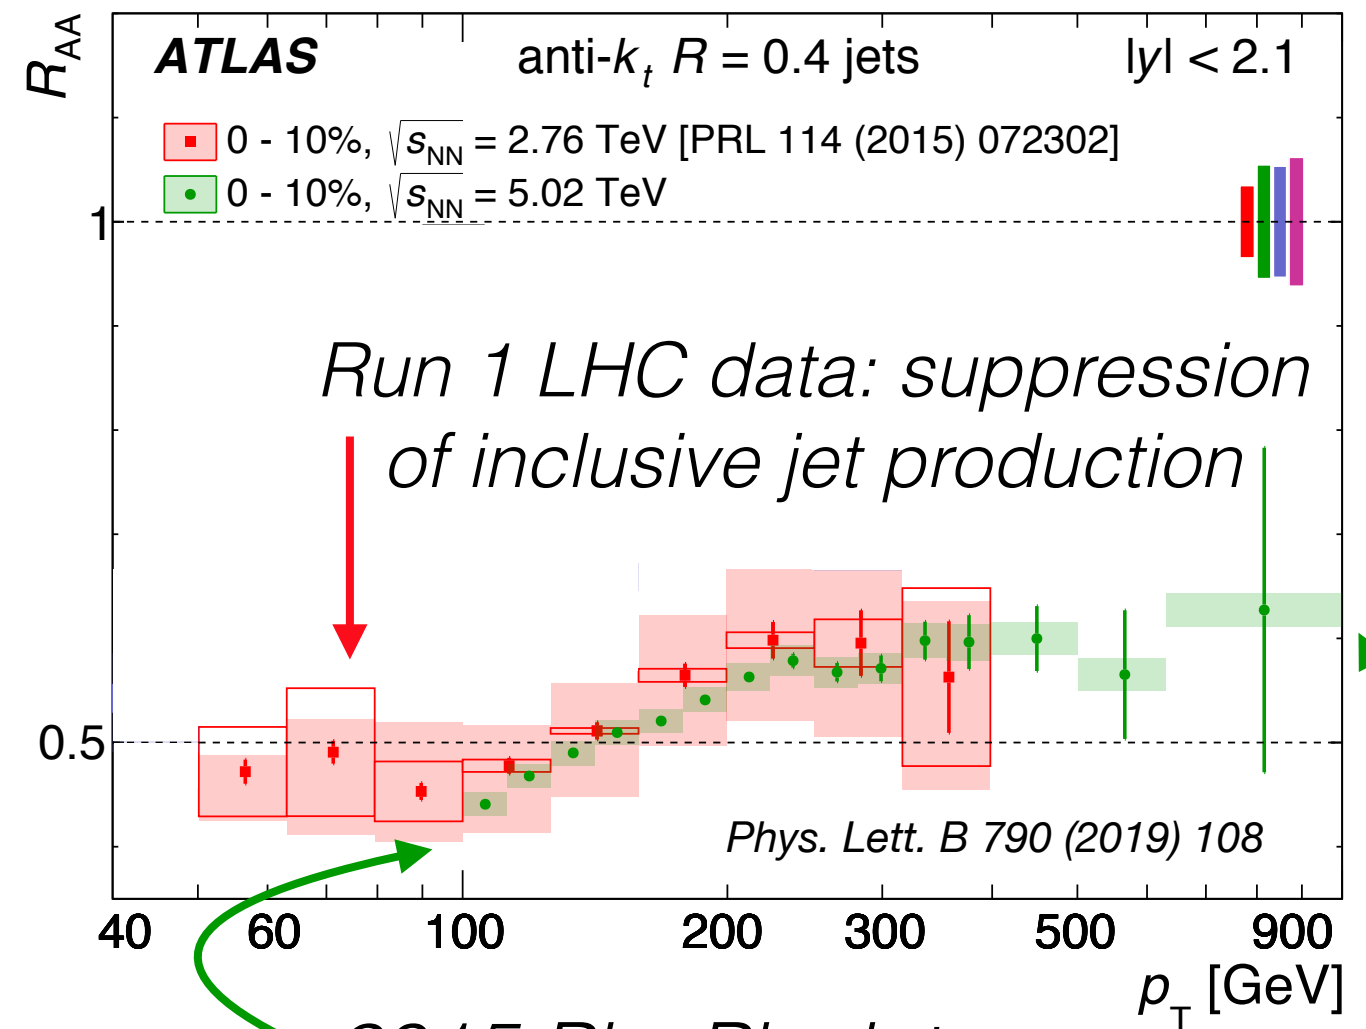 R_AA
ATLAS anti-k_t R = 0.4 jets |y| < 2.1
0 - 10%, √s_NN = 2.76 TeV [PRL 114 (2015) 072302]
0 - 10%, √s_NN = 5.02 TeV
1
Run 1 LHC data: suppression
of inclusive jet production
0.5
Phys. Lett. B 790 (2019) 108
40 60 100 200 300 500 900
p_T [GeV]